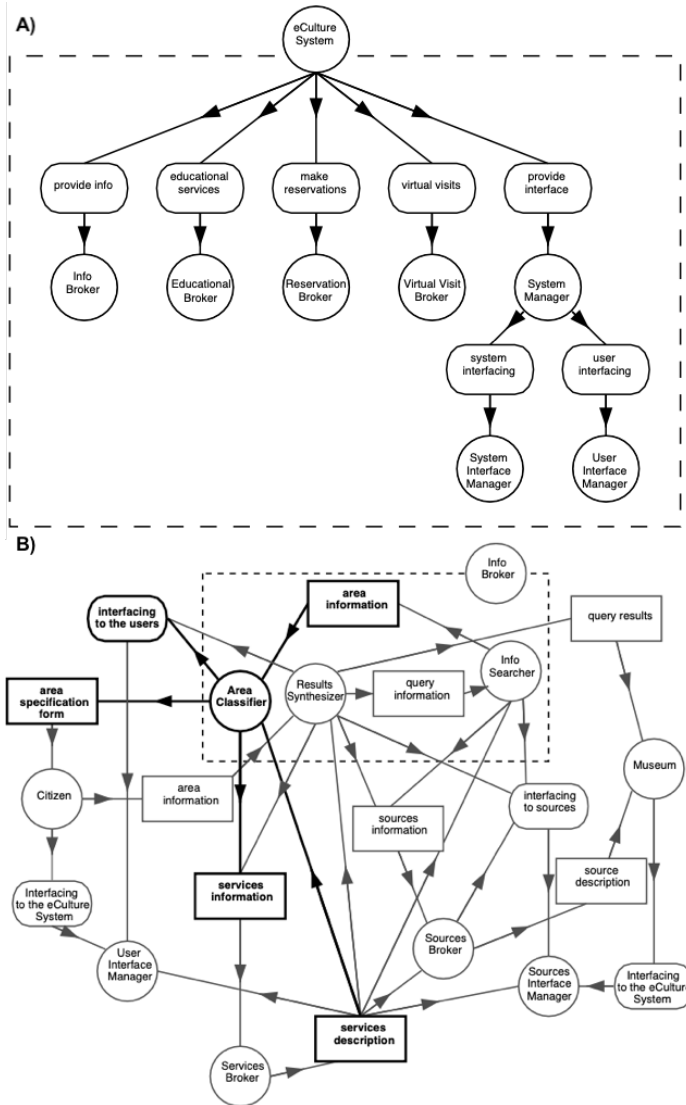 A)
eCulture
System
provide info
educational
services
make
reservations
virtual visits
provide
interface
Info
Broker
Educational
Broker
Reservation
Broker
Virtual Visit
Broker
System
Manager
system
interfacing
user
interfacing
System
Interface
Manager
User
Interface
Manager
B)
Info
Broker
interfacing
to the users
area
information
query results
Info
Searcher
area
specification
form
Area
Classifier
Results
Synthesizer
query
information
Museum
Citizen
area
information
sources
information
interfacing
to sources
Interfacing
to the eCulture
System
services
information
source
description
User
Interface
Manager
Sources
Broker
Sources
Interface
Manager
Interfacing
to the eCulture
System
services
description
Services
Broker